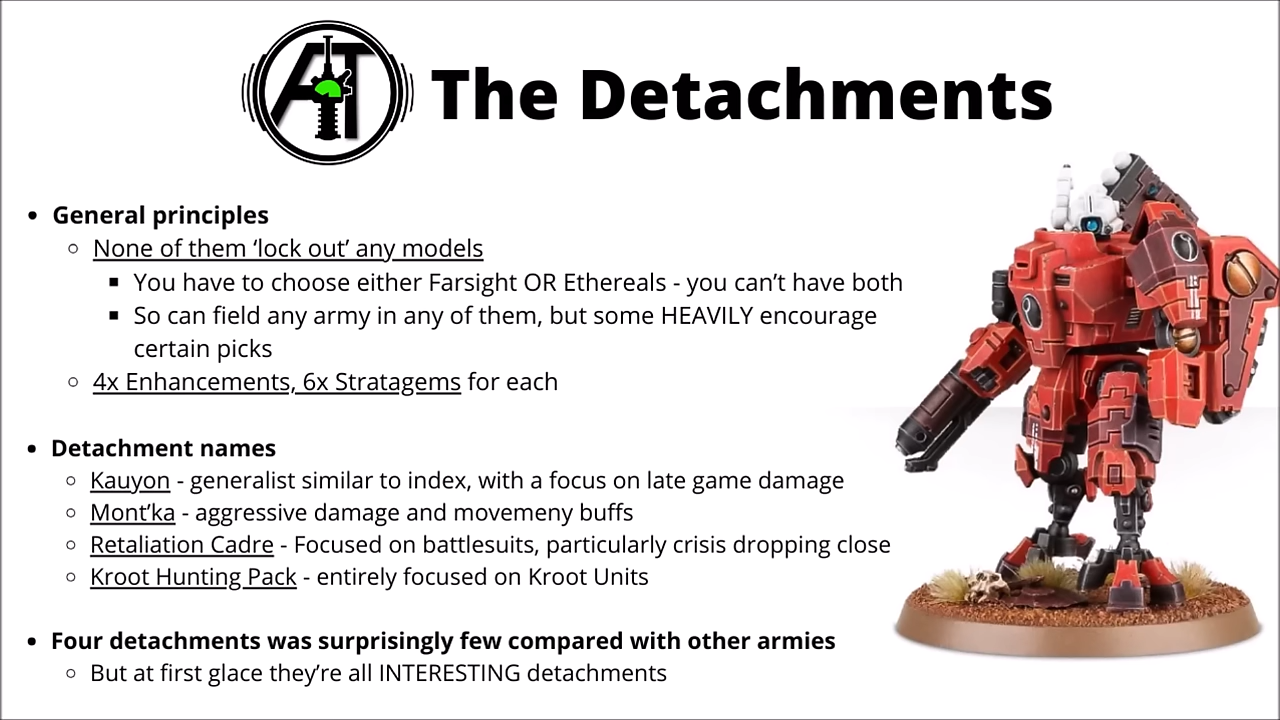 AT The Detachments
• General principles
○ None of them ‘lock out’ any models
▪ You have to choose either Farsight OR Ethereals - you can’t have both
▪ So can field any army in any of them, but some HEAVILY encourage
certain picks
○ 4x Enhancements, 6x Stratagems for each
• Detachment names
○ Kauyon - generalist similar to index, with a focus on late game damage
○ Mont’ka - aggressive damage and movemeny buffs
○ Retaliation Cadre - Focused on battlesuits, particularly crisis dropping close
○ Kroot Hunting Pack - entirely focused on Kroot Units
• Four detachments was surprisingly few compared with other armies
○ But at first glace they’re all INTERESTING detachments